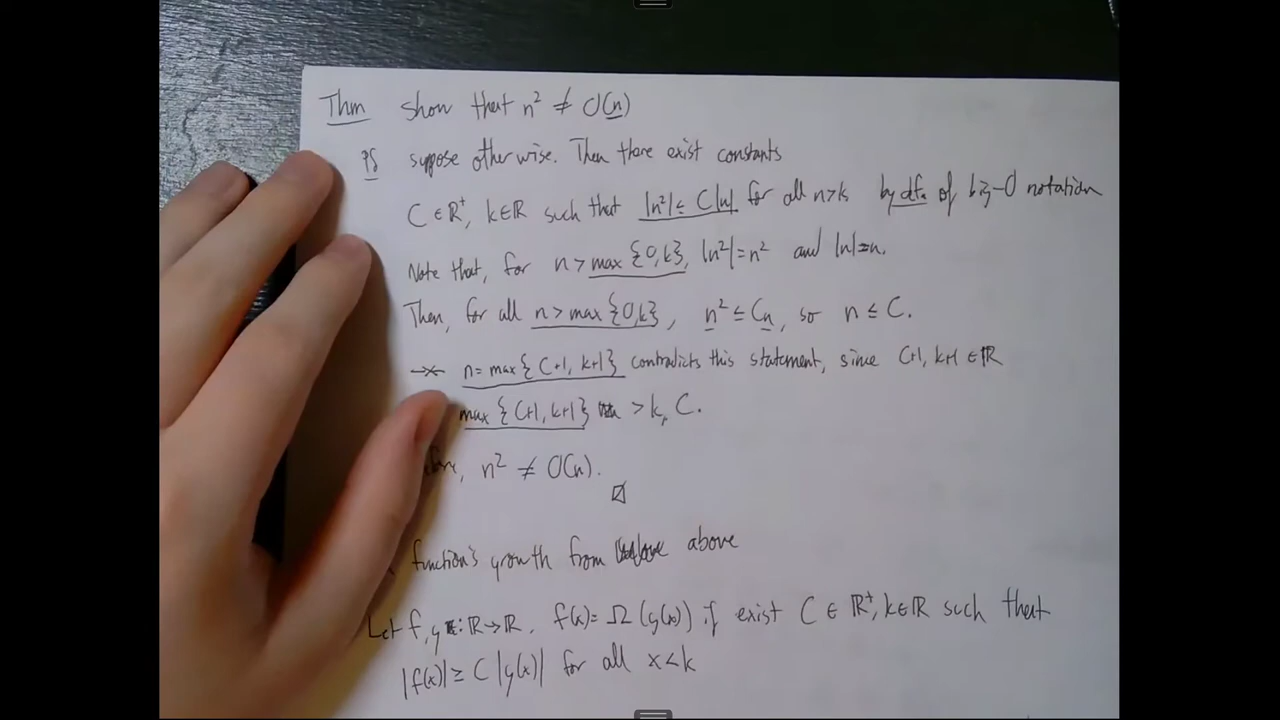 Thm Show that n² ≠ O(n)
pf suppose otherwise. Then there exist constants
C ∈ ℝ⁺, k ∈ ℝ such that |n²| ≤ C|n| for all n>k by dfn of big-O notation
Note that, for n > max {0,k}, |n²|=n² and |n|=n.
Then, for all n > max {0,k}, n² ≤ Cn, so n ≤ C.
n = max {C+1, k+1} contradicts this statement, since C+1, k+1 ∈ ℝ
max {C+1, k+1} > k, C.
n² ≠ O(n).
function's growth from above
Let f, g: ℝ→ℝ. f(x) = Ω(g(x)) if exist C ∈ ℝ⁺, k∈ℝ such that
|f(x)| ≥ C |g(x)| for all x<k